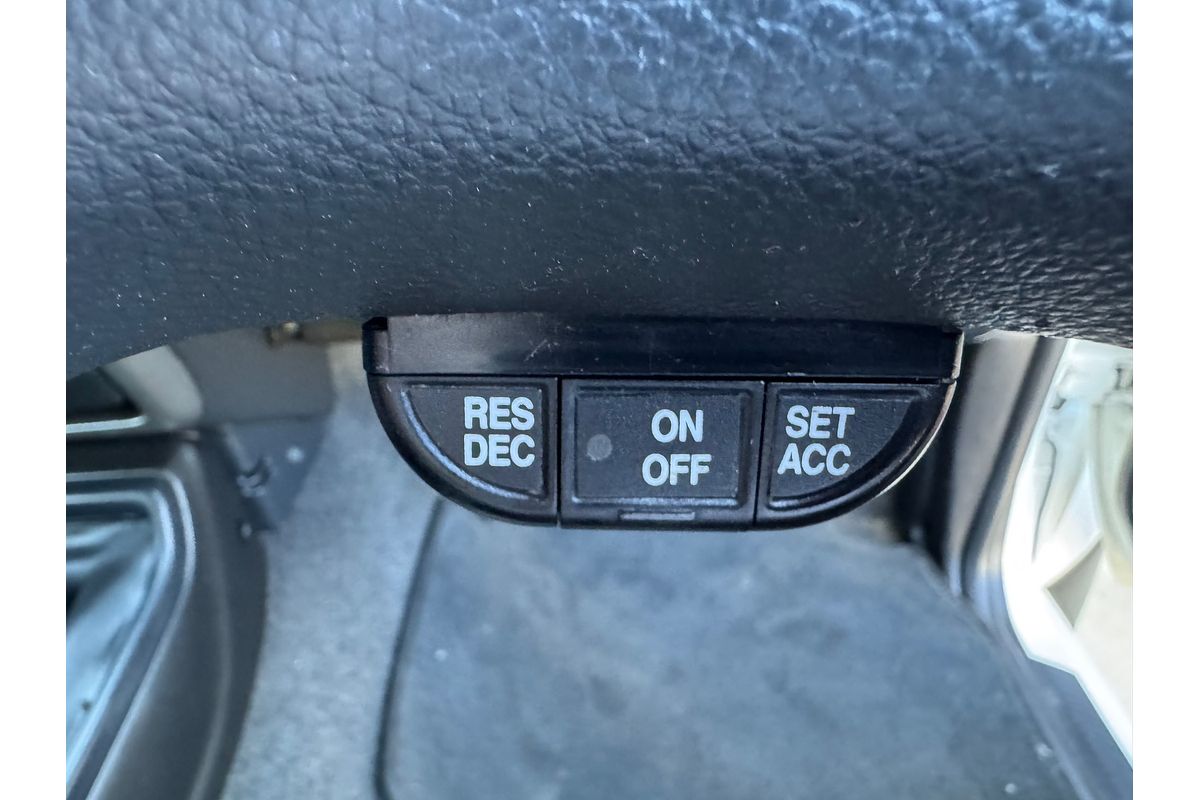 RES
DEC
ON
OFF
SET
ACC